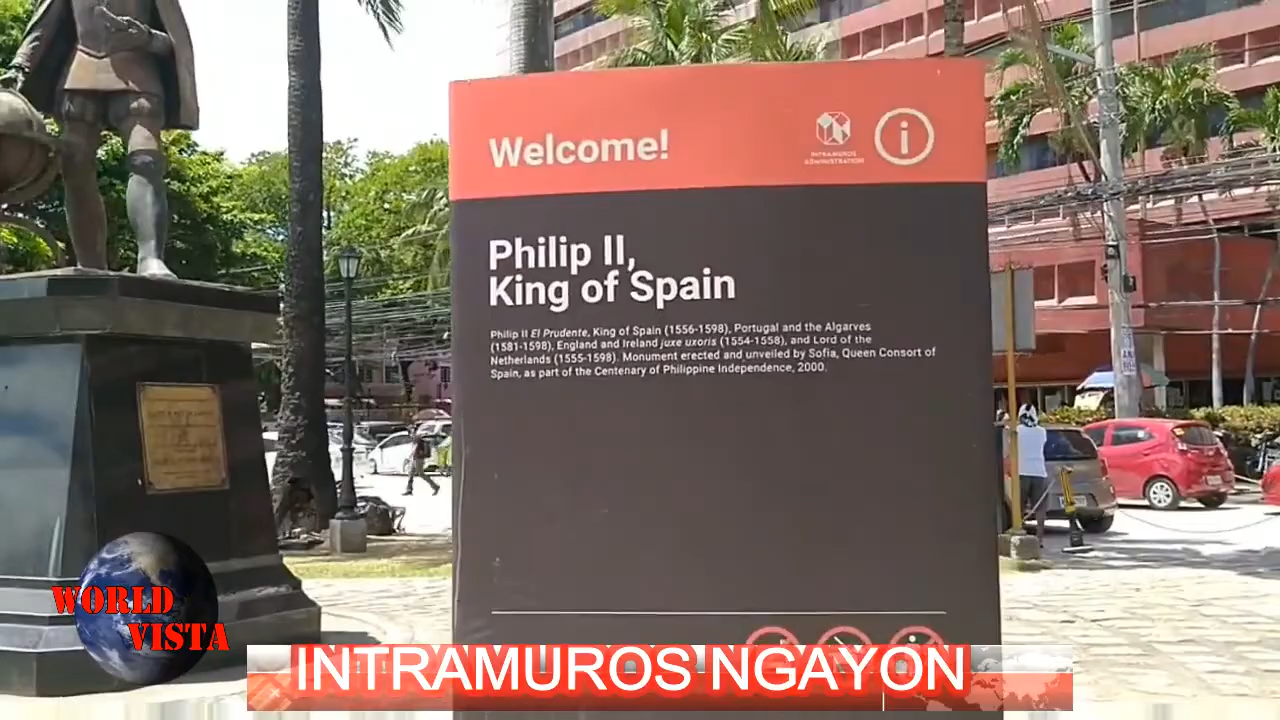 Welcome!
INTRAMUROS
ADMINISTRATION
Philip II,
King of Spain
Philip II El Prudente, King of Spain (1556-1598), Portugal and the Algarves
(1581-1598), England and Ireland juxe uxoris (1554-1558), and Lord of the
Netherlands (1555-1598). Monument erected and unveiled by Sofia, Queen Consort of
Spain, as part of the Centenary of Philippine Independence, 2000.
WORLD
VISTA
INTRAMUROS NGAYON